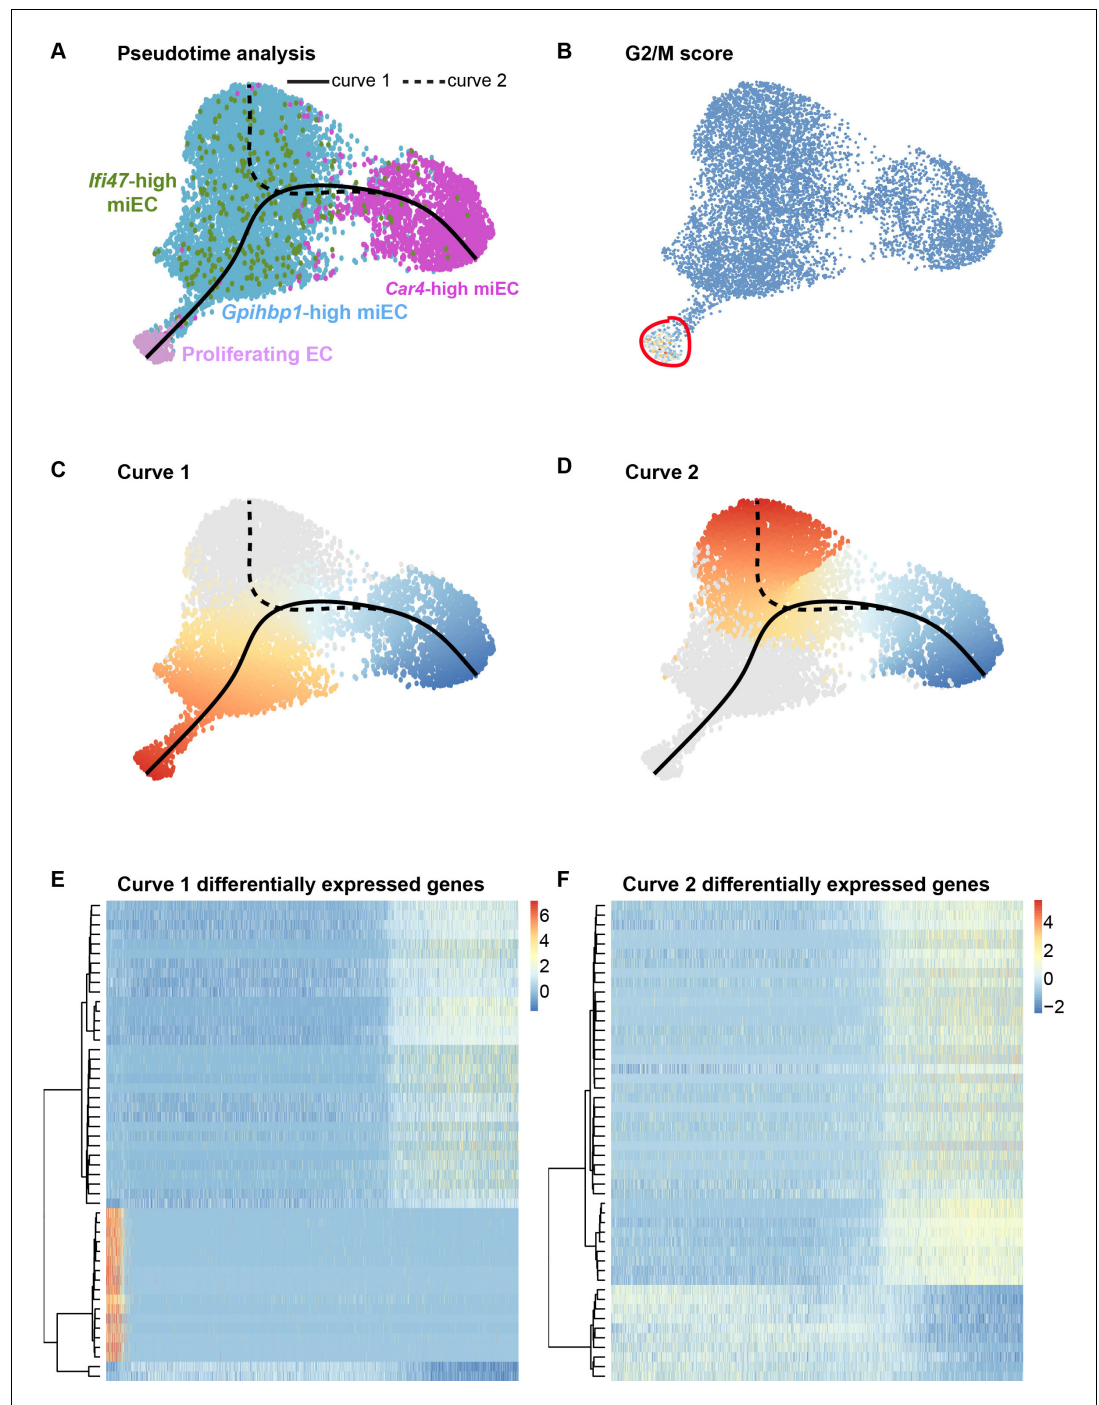 A Pseudotime analysis
curve 1 curve 2
Ifi47-high
miEC
Car4-high miEC
Gpihbp1-high miEC
Proliferating EC
B G2/M score
C Curve 1
D Curve 2
E Curve 1 differentially expressed genes
6
4
2
0
F Curve 2 differentially expressed genes
4
2
0
−2